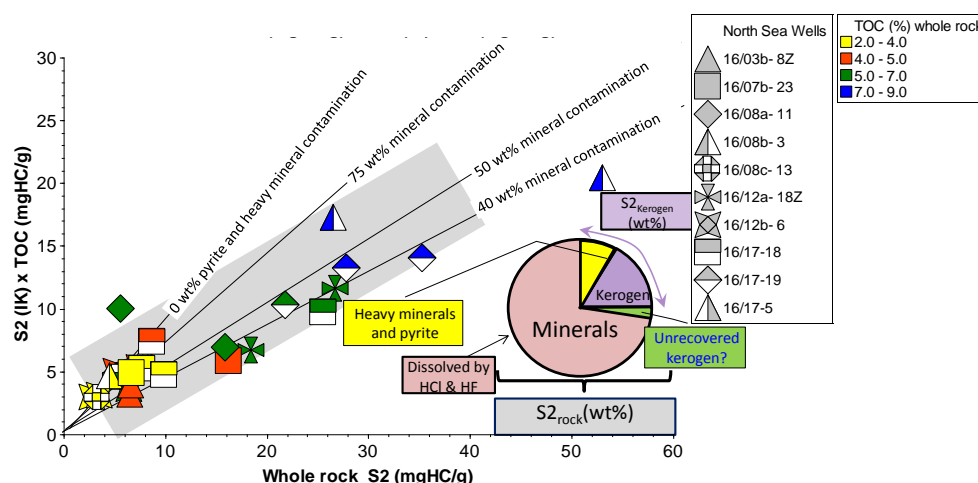 North Sea Wells
16/03b- 8Z
16/07b- 23
16/08a- 11
16/08b- 3
16/08c- 13
16/12a- 18Z
16/12b- 6
16/17-18
16/17-19
16/17-5
TOC (%) whole rock
2.0 - 4.0
4.0 - 5.0
5.0 - 7.0
7.0 - 9.0
S2 (IK) x TOC (mgHC/g)
30
25
20
15
10
5
0
0 wt% pyrite and heavy mineral contamination
75 wt% mineral contamination
50 wt% mineral contamination
40 wt% mineral contamination
S2Kerogen
(wt%)
Heavy minerals
and pyrite
Kerogen
Minerals
Unrecovered
kerogen?
Dissolved by
HCl & HF
S2rock(wt%)
0 10 20 30 40 50 60
Whole rock S2 (mgHC/g)